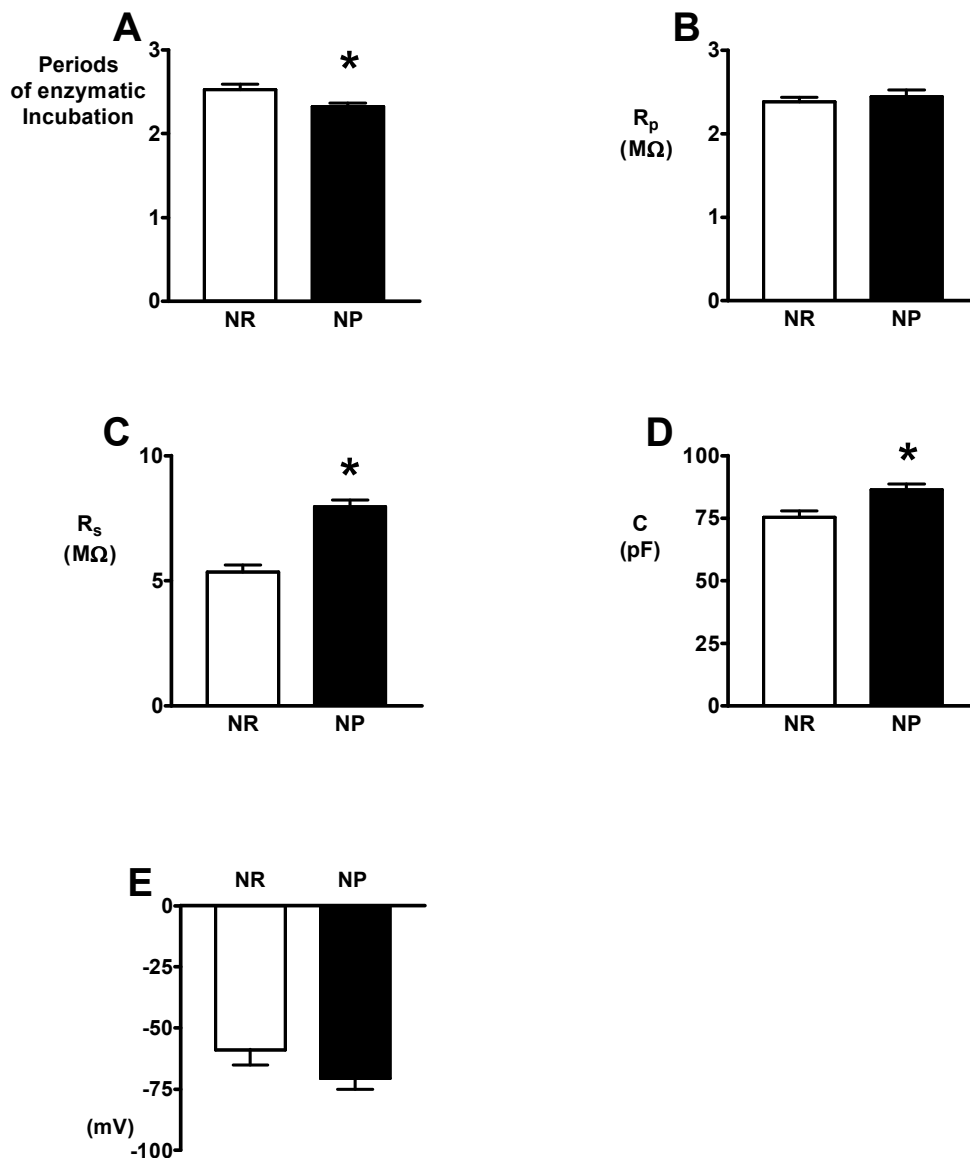 A
Periods
of enzymatic
Incubation
3
*
2
1
0
NR NP
B
R_p
(MΩ)
3
2
1
0
NR NP
C
R_s
(MΩ)
10
*
5
0
NR NP
D
C
(pF)
100
*
75
50
25
0
NR NP
E
NR NP
0
-25
-50
-75
(mV)
-100